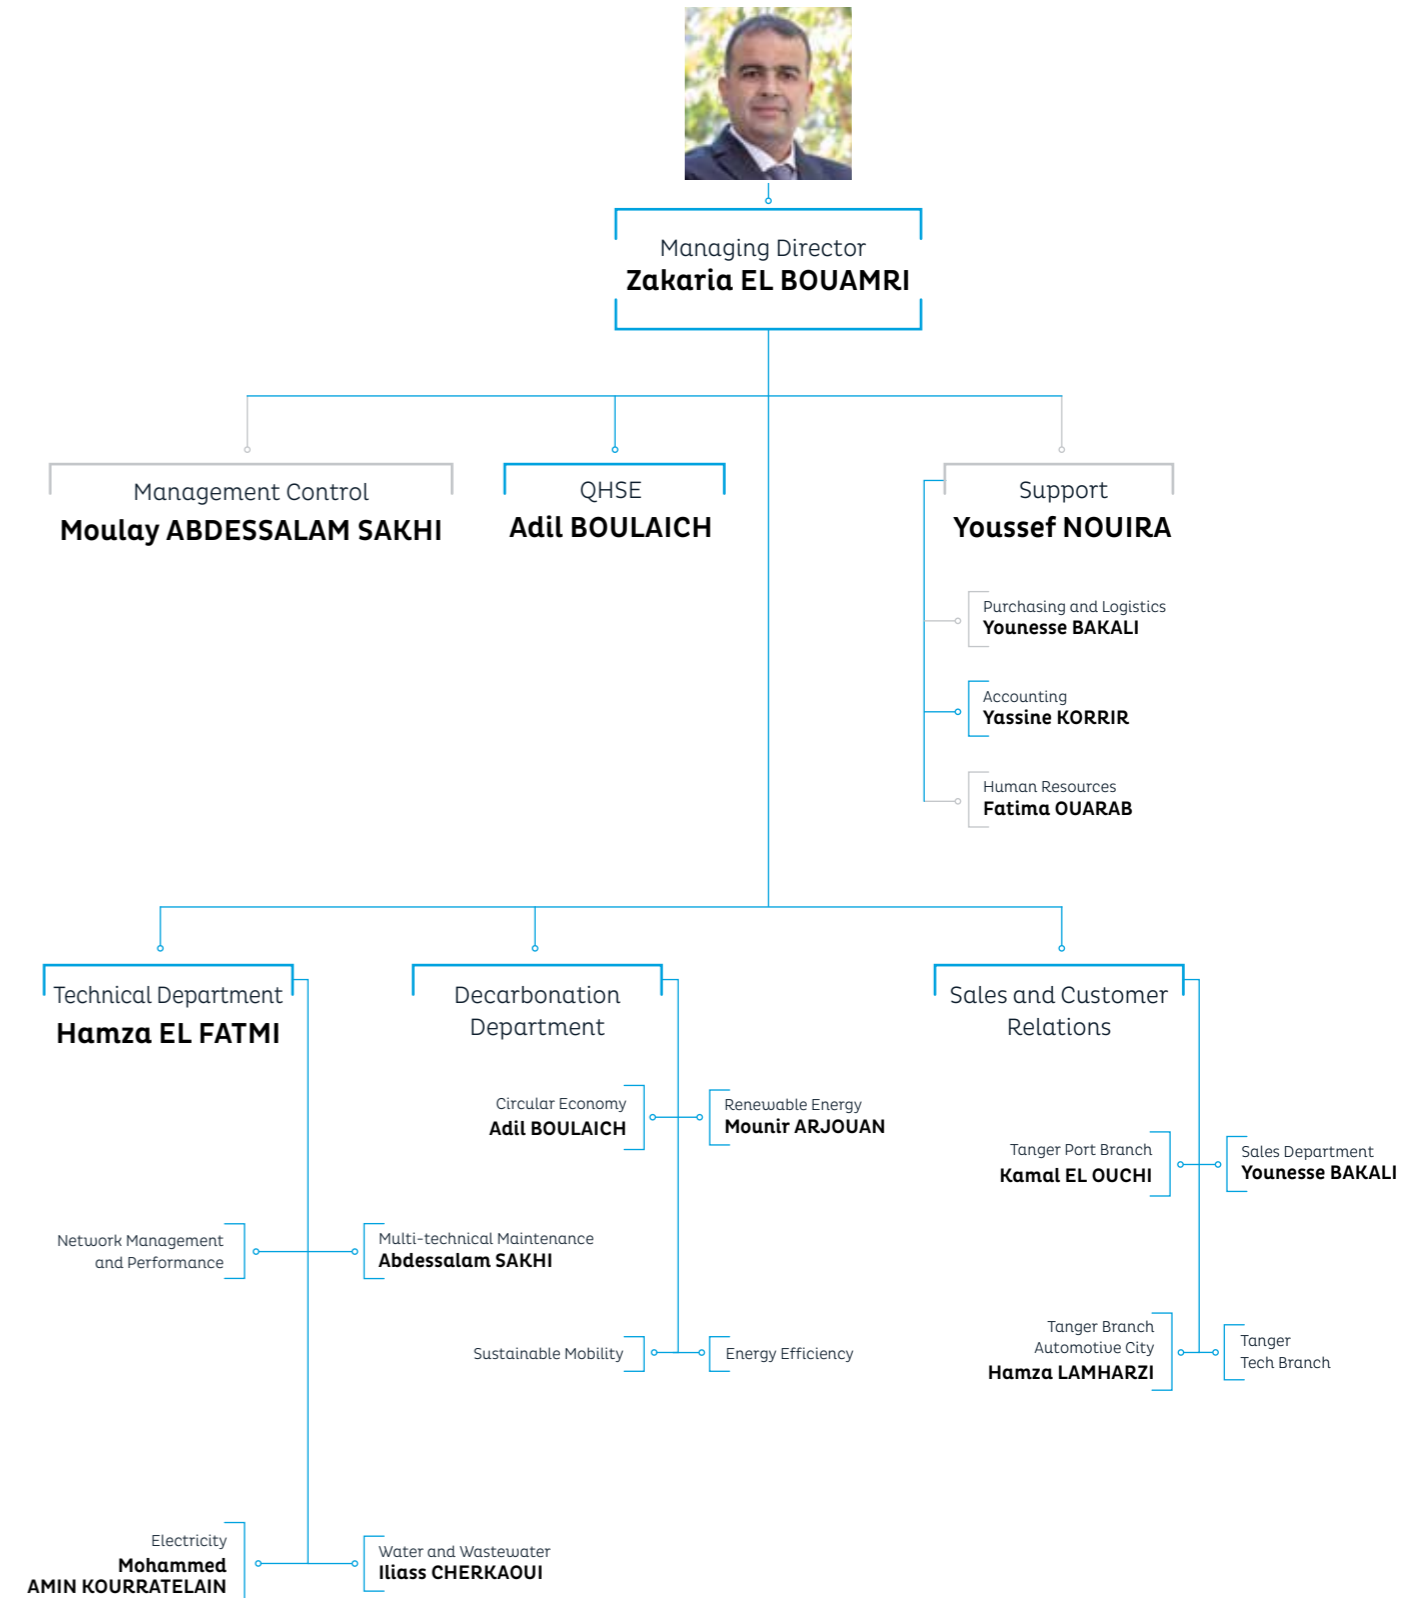 Managing Director
Zakaria EL BOUAMRI
Management Control
Moulay ABDESSALAM SAKHI
QHSE
Adil BOULAICH
Support
Youssef NOUIRA
Purchasing and Logistics
Younesse BAKALI
Accounting
Yassine KORRIR
Human Resources
Fatima OUARAB
Technical Department
Hamza EL FATMI
Network Management
and Performance
Multi-technical Maintenance
Abdessalam SAKHI
Electricity
Mohammed
AMIN KOURRATELAIN
Water and Wastewater
Iliass CHERKAOUI
Decarbonation
Department
Circular Economy
Adil BOULAICH
Renewable Energy
Mounir ARJOUAN
Sustainable Mobility
Energy Efficiency
Sales and Customer
Relations
Tanger Port Branch
Kamal EL OUCHI
Sales Department
Younesse BAKALI
Tanger Branch
Automotive City
Hamza LAMHARZI
Tanger
Tech Branch